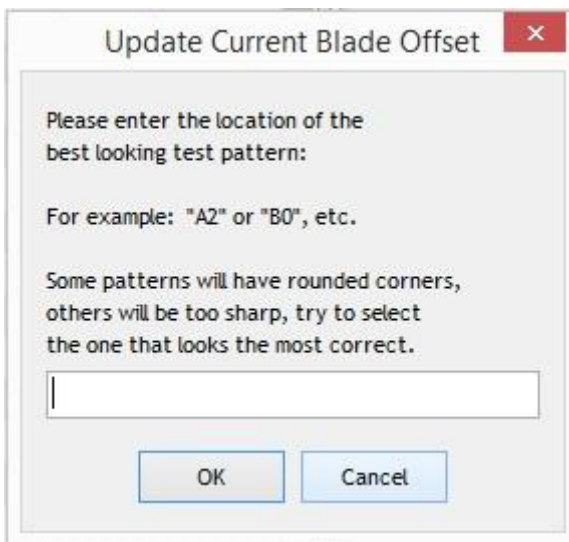 Update Current Blade Offset
Please enter the location of the
best looking test pattern:
For example: "A2" or "B0", etc.
Some patterns will have rounded corners,
others will be too sharp, try to select
the one that looks the most correct.
OK
Cancel